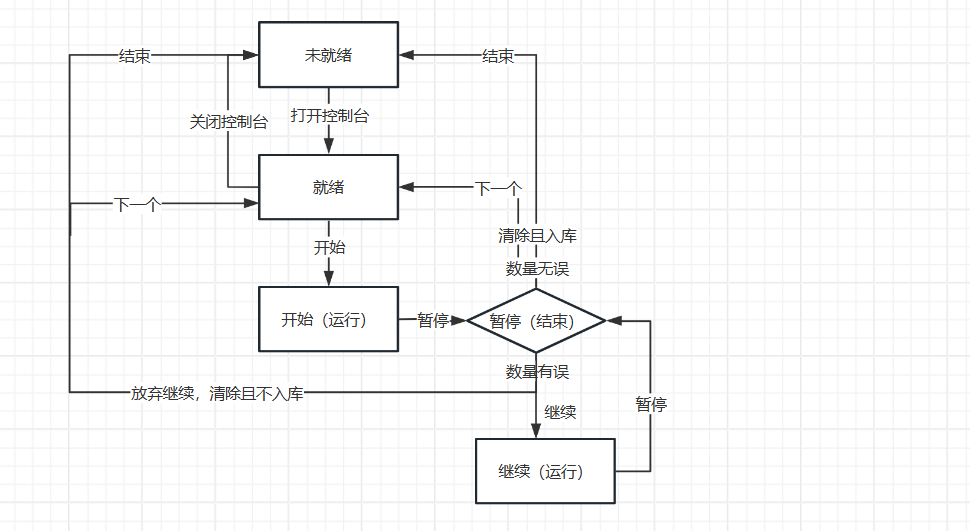 未就绪
结束
结束
打开控制台
关闭控制台
就绪
下一个
下一个
清除且入库
开始
数量无误
开始（运行）
暂停
暂停（结束）
数量有误
放弃继续，清除且不入库
暂停
继续
继续（运行）